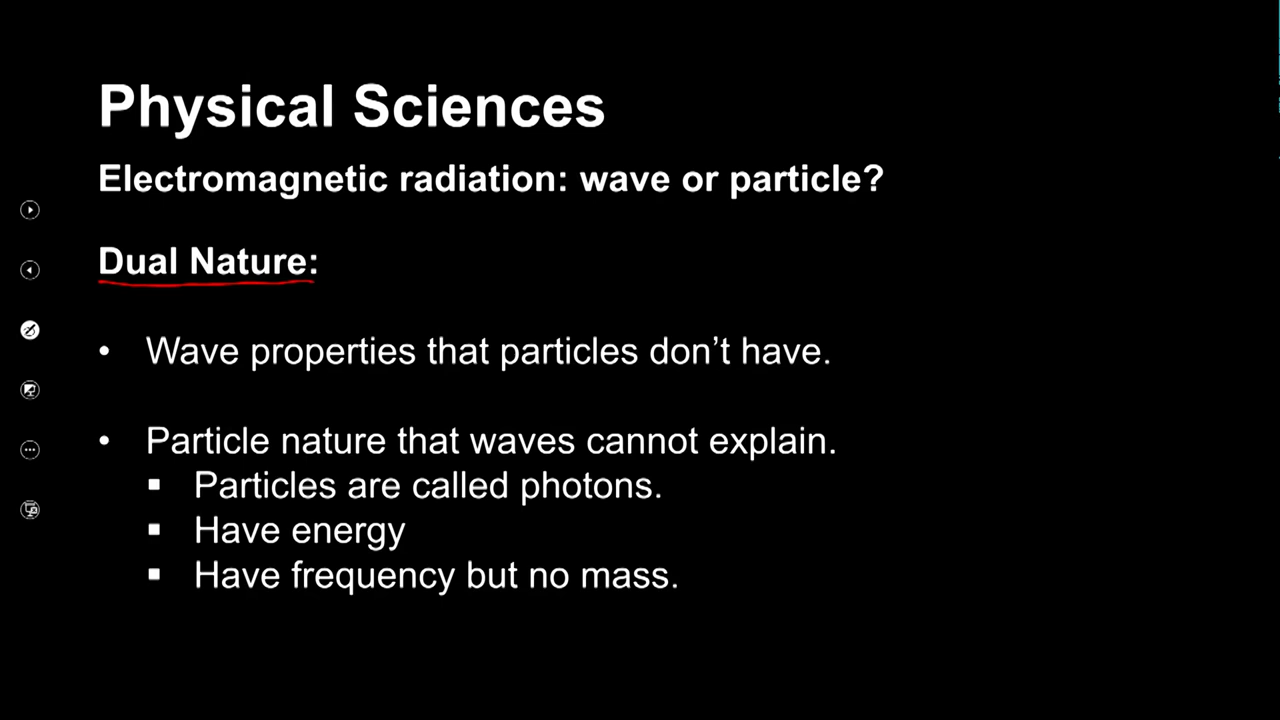 Physical Sciences
Electromagnetic radiation: wave or particle?
Dual Nature:
• Wave properties that particles don’t have.
• Particle nature that waves cannot explain.
▪ Particles are called photons.
▪ Have energy
▪ Have frequency but no mass.